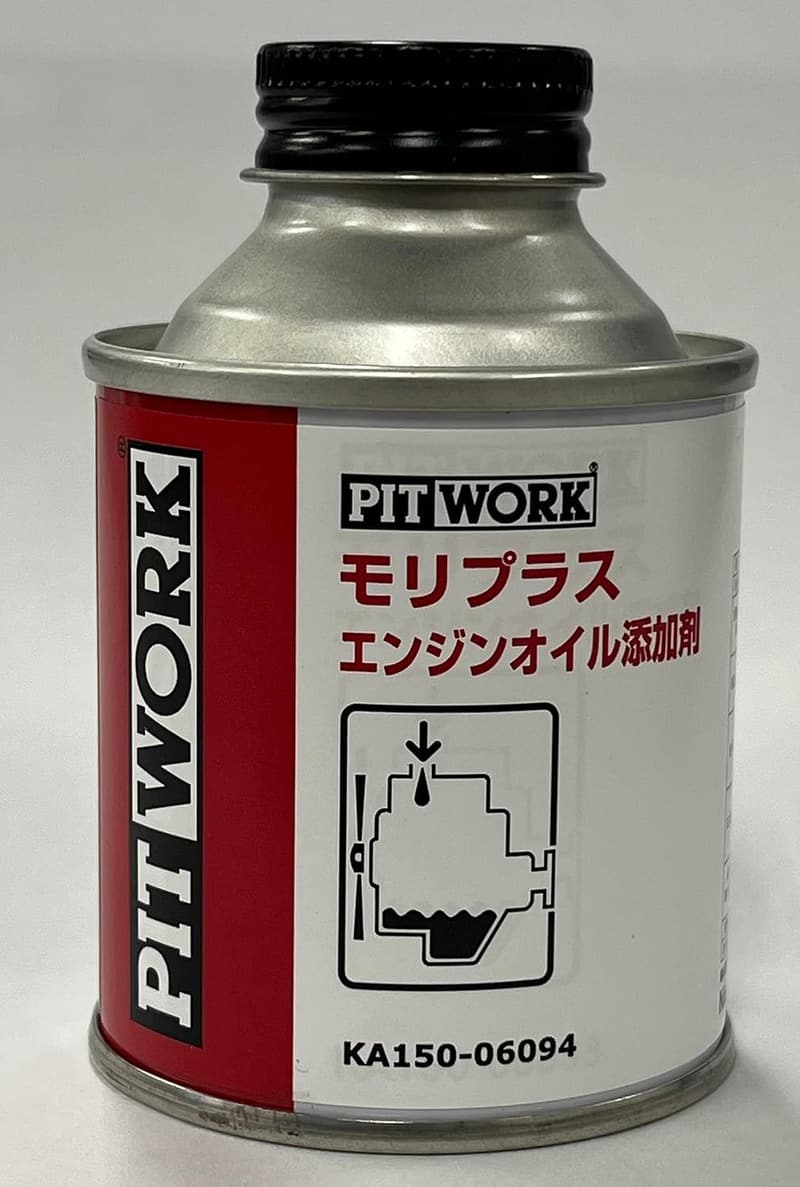 PIT WORK
®
PIT WORK®
モリプラス
エンジンオイル添加剤
KA150-06094